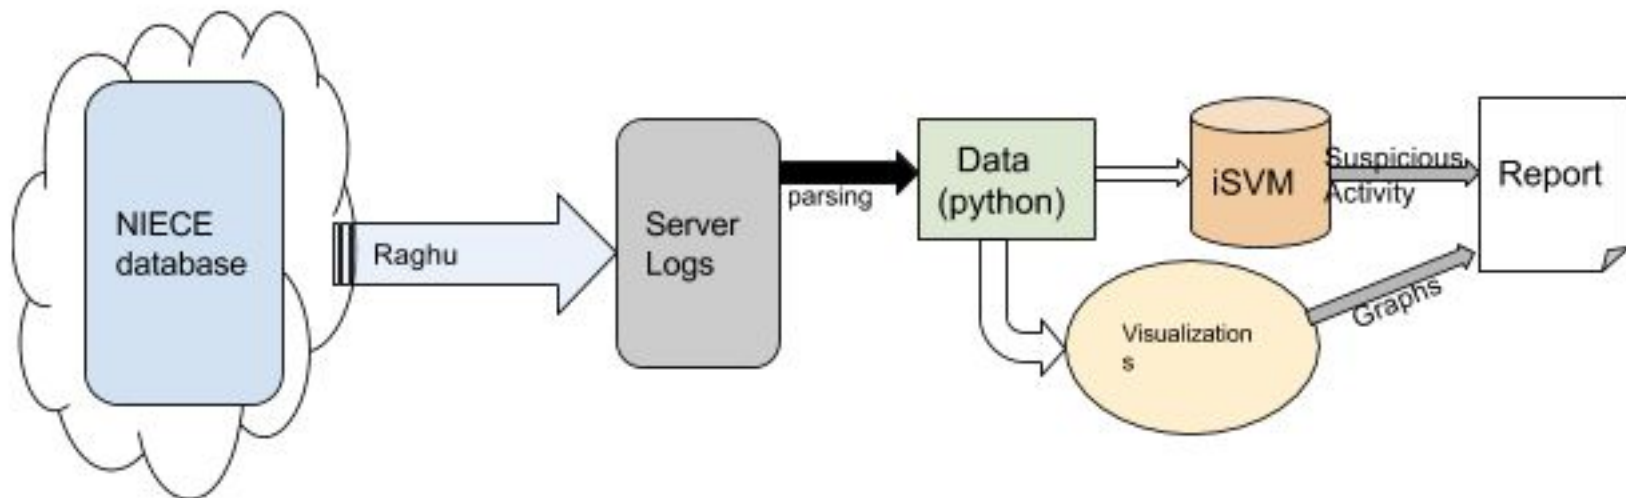 NIECE
database
Raghu
Server
Logs
parsing
Data
(python)
iSVM
Suspicious
Activity
Report
Visualization
s
Graphs